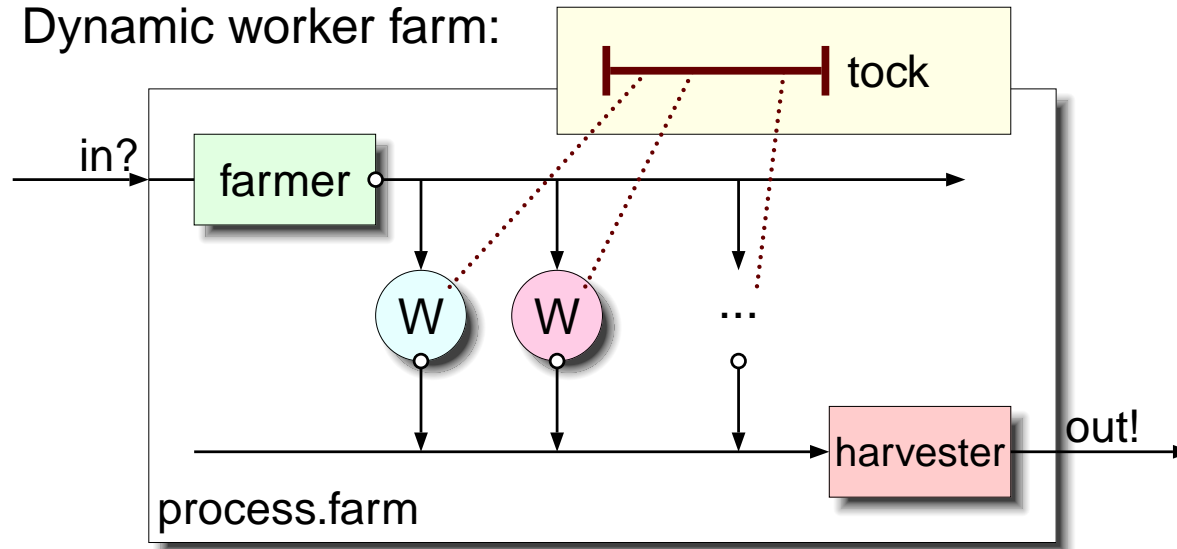 Dynamic worker farm:
tock
in?
farmer
W
W
...
harvester
out!
process.farm